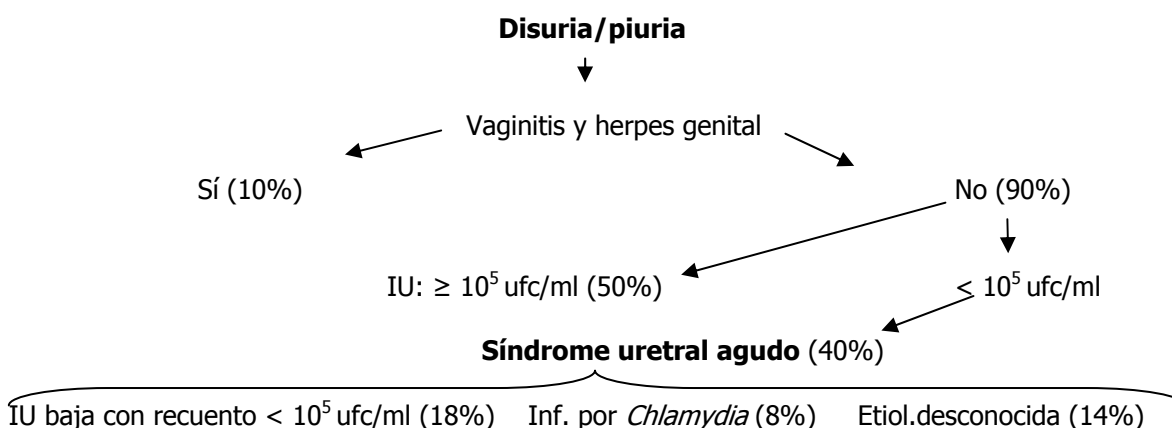 Disuria/piuria
Vaginitis y herpes genital
Sí (10%) No (90%)
IU: ≥ 10⁵ ufc/ml (50%) < 10⁵ ufc/ml
Síndrome uretral agudo (40%)
IU baja con recuento < 10⁵ ufc/ml (18%) Inf. por Chlamydia (8%) Etiol.desconocida (14%)